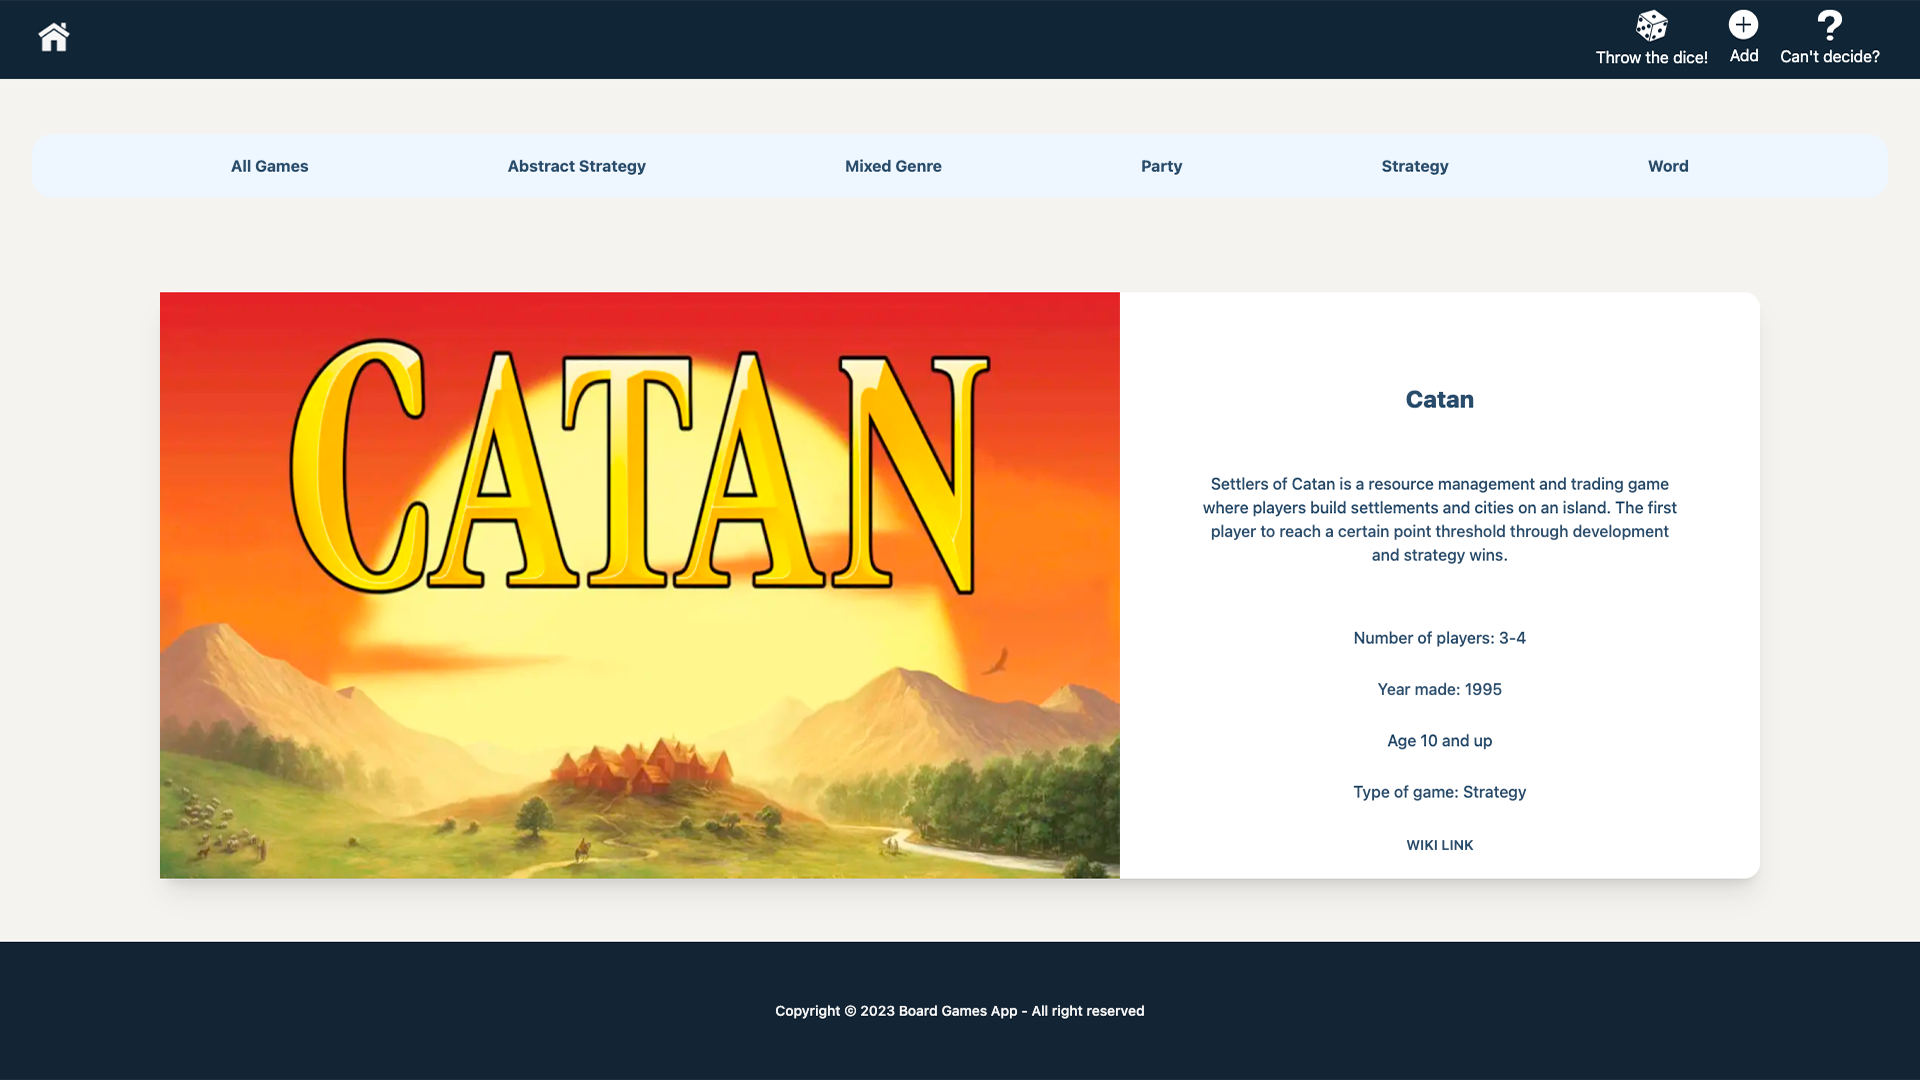 Throw the dice!
Add
Can't decide?
All Games
Abstract Strategy
Mixed Genre
Party
Strategy
Word
CATAN
Catan
Settlers of Catan is a resource management and trading game
where players build settlements and cities on an island. The first
player to reach a certain point threshold through development
and strategy wins.
Number of players: 3-4
Year made: 1995
Age 10 and up
Type of game: Strategy
WIKI LINK
Copyright © 2023 Board Games App - All right reserved